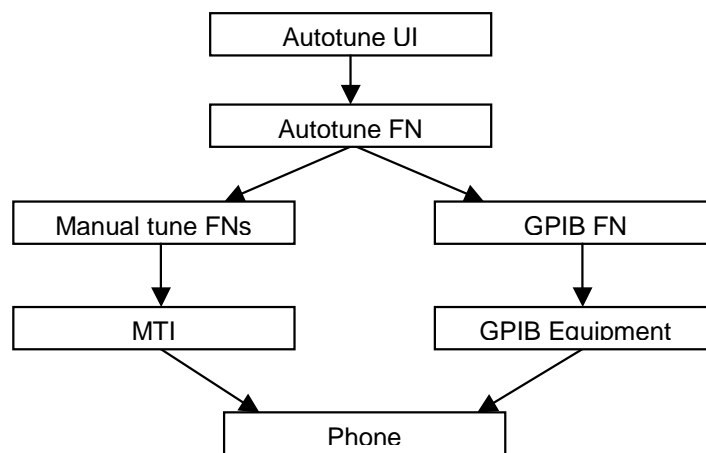 Autotune UI
Autotune FN
Manual tune FNs
GPIB FN
MTI
GPIB Equipment
Phone